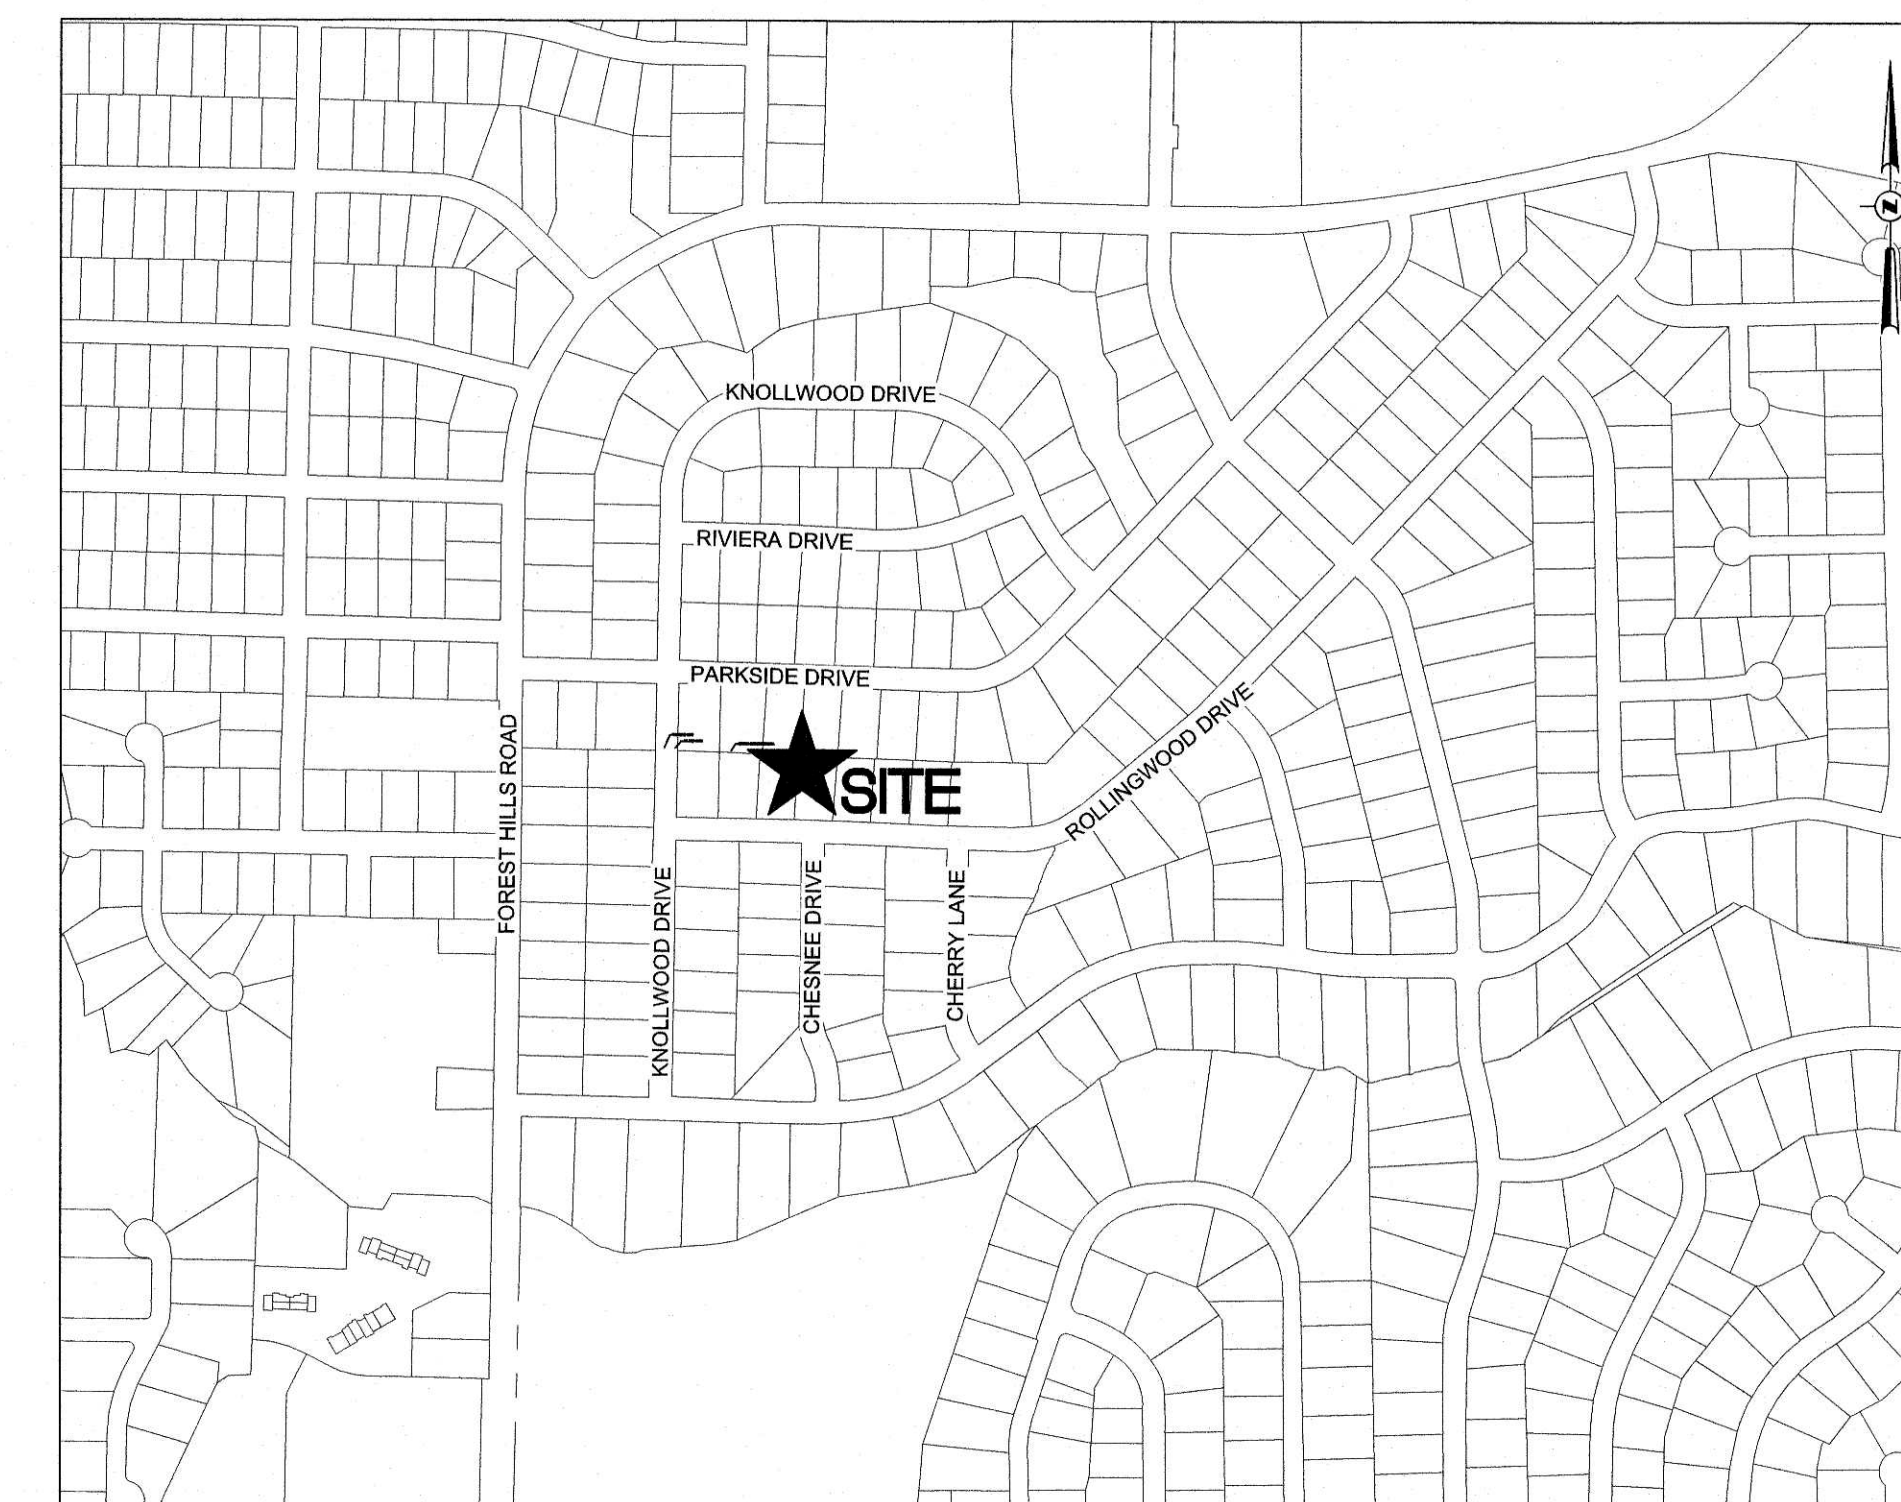 KNOLLWOOD DRIVE
RIVIERA DRIVE
PARKSIDE DRIVE
ROLLINGWOOD DRIVE
FOREST HILLS ROAD
SITE
KNOLLWOOD DRIVE
CHESNEE DRIVE
CHERRY LANE
Z